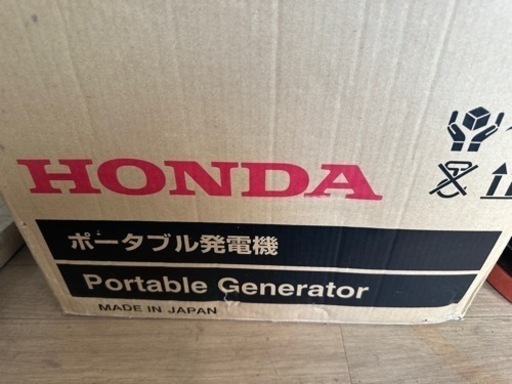 HONDA
ポータブル発電機
Portable Generator
MADE IN JAPAN